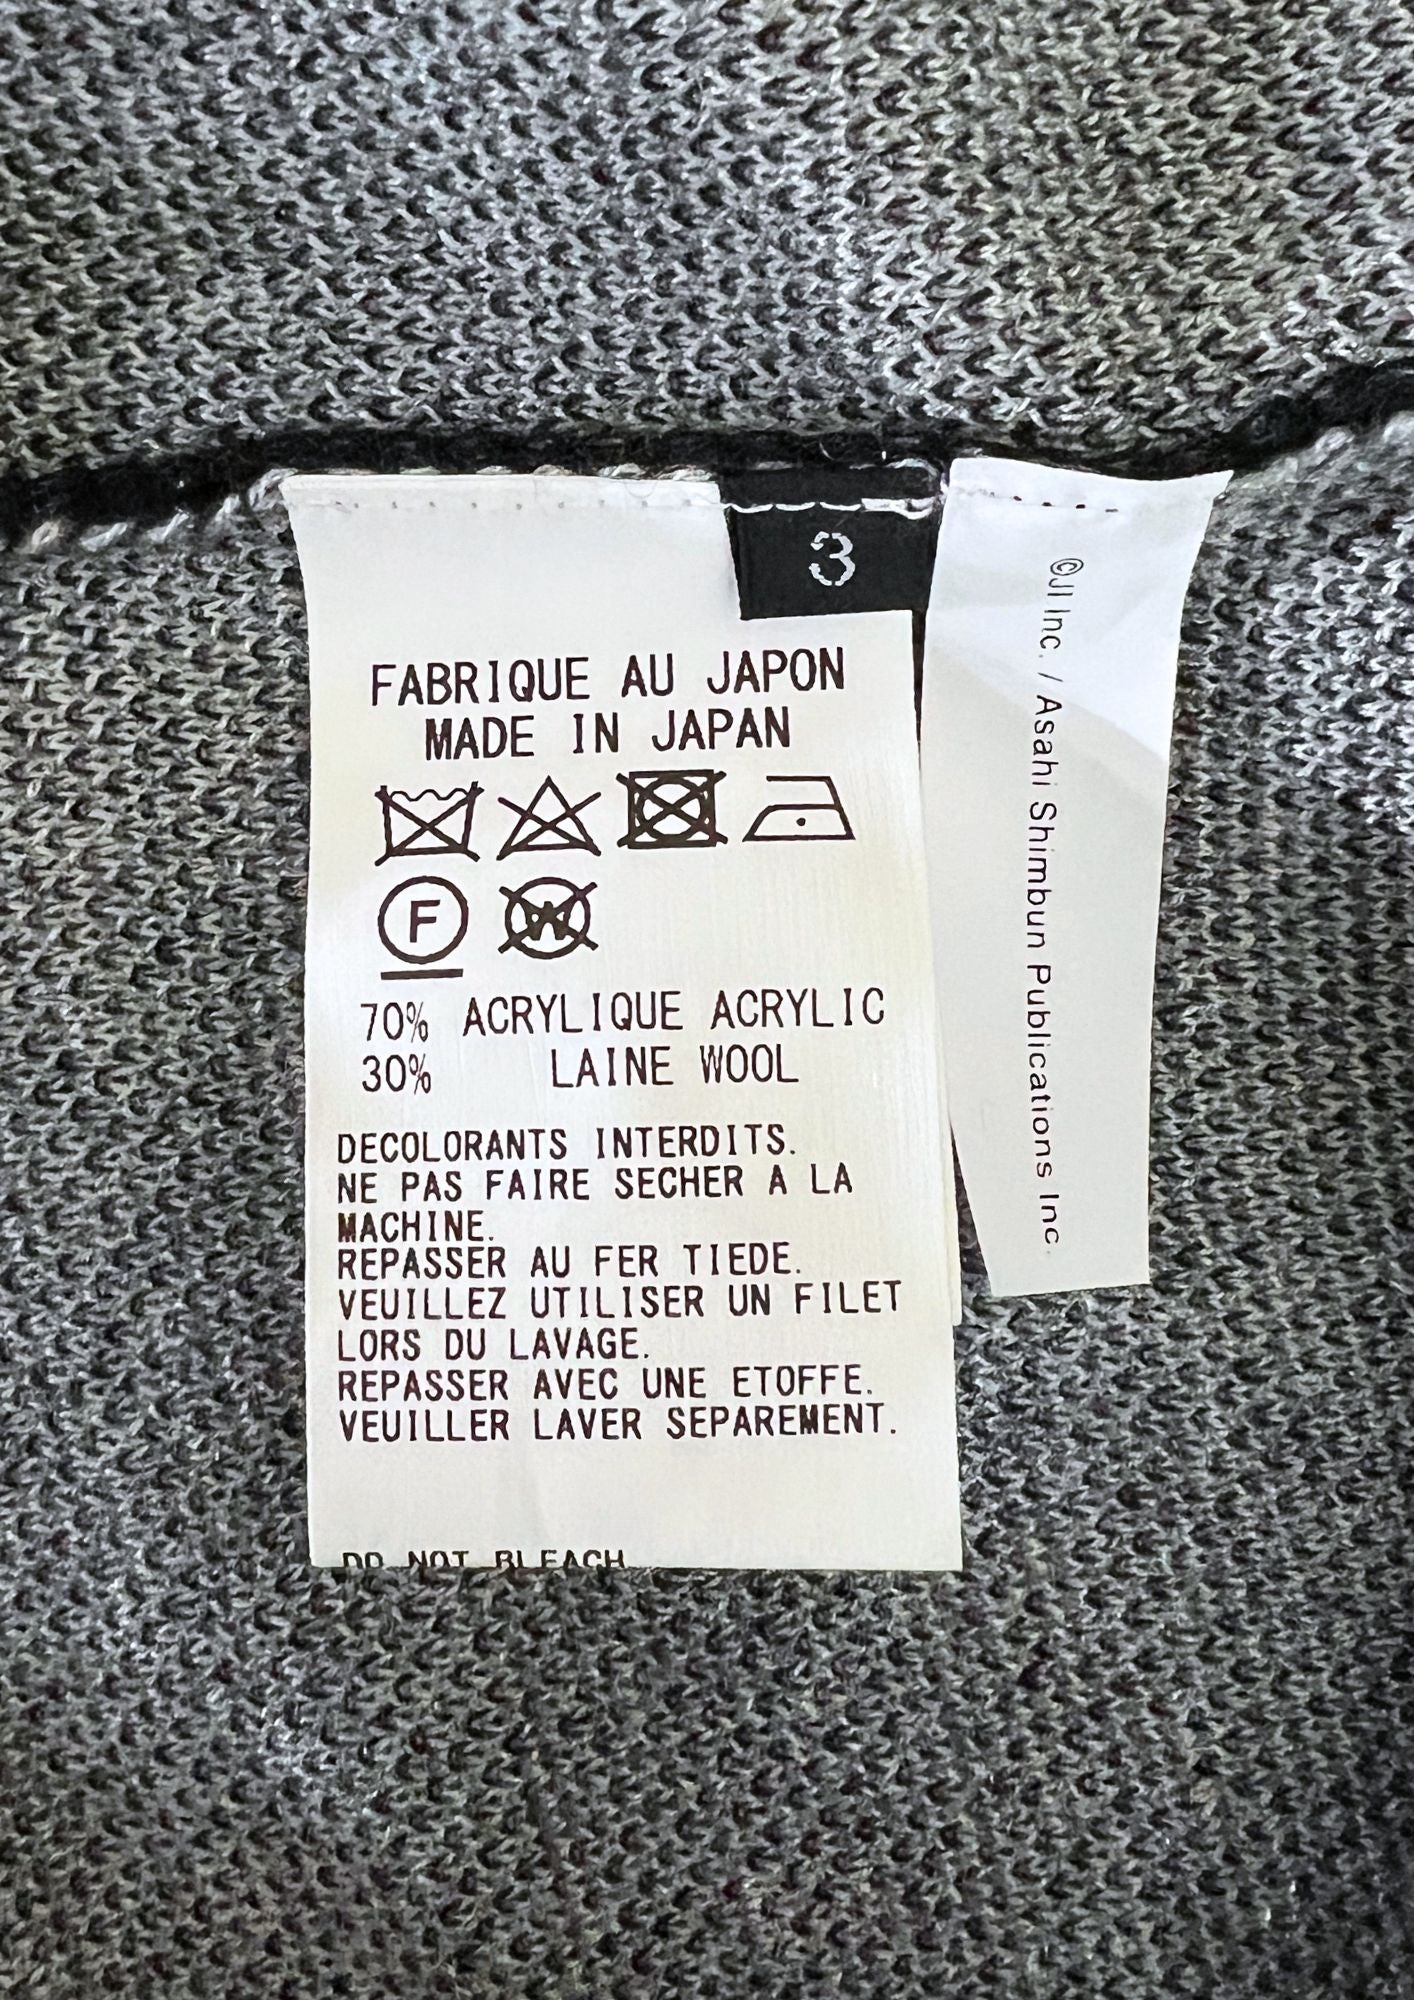 3
FABRIQUE AU JAPON
MADE IN JAPAN
F
W
70% ACRYLIQUE ACRYLIC
30% LAINE WOOL
DECOLORANTS INTERDITS.
NE PAS FAIRE SECHER A LA
MACHINE.
REPASSER AU FER TIEDE.
VEUILLEZ UTILISER UN FILET
LORS DU LAVAGE.
REPASSER AVEC UNE ETOFFE.
VEUILLER LAVER SEPAREMENT.
DO NOT BLEACH
©JI Inc. / Asahi Shimbun Publications Inc.